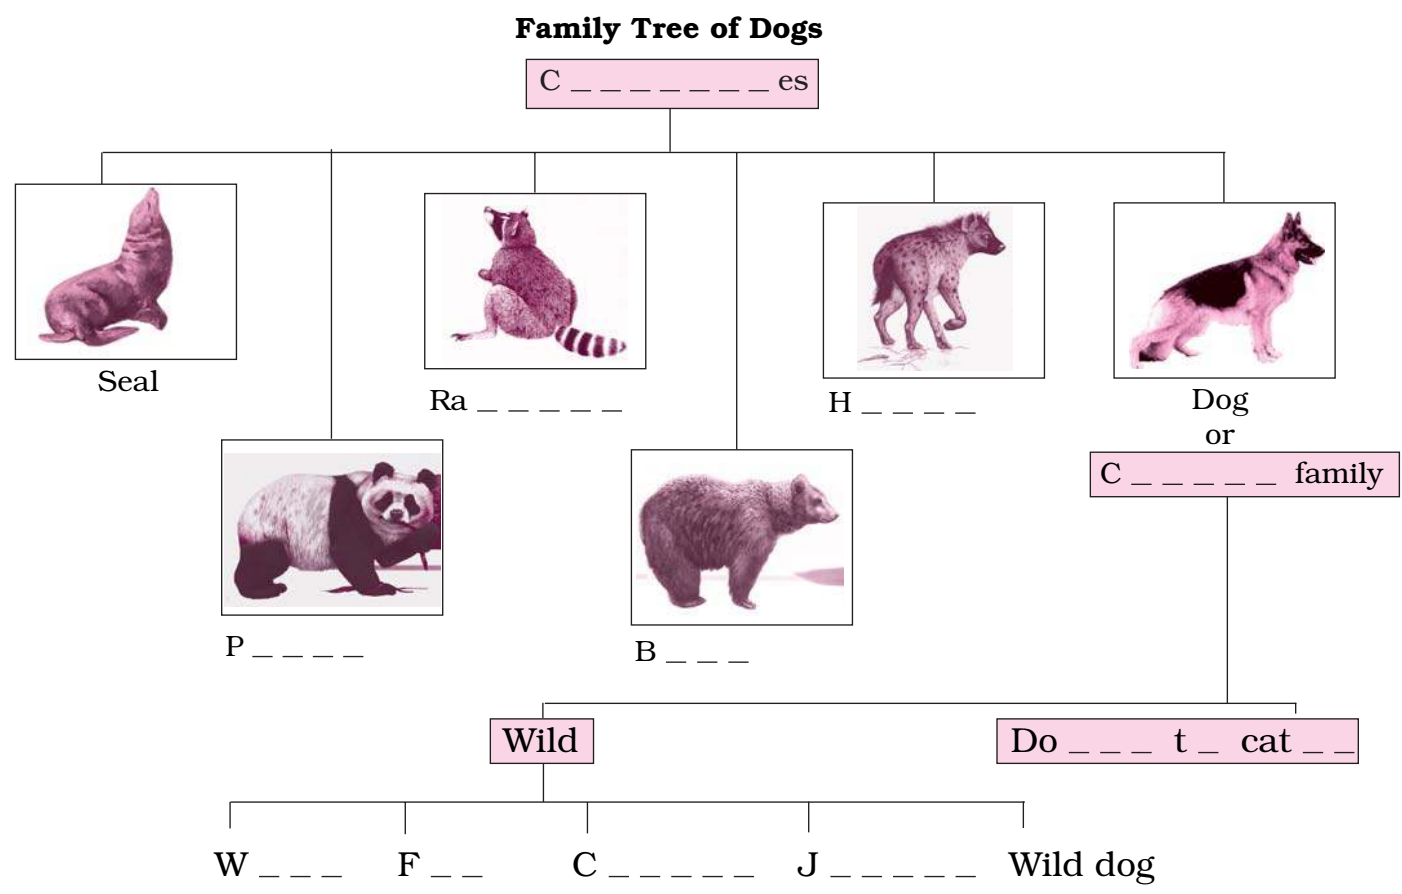 Family Tree of Dogs
C _ _ _ _ _ _ _ es
Seal
Ra _ _ _ _ _
H _ _ _ _
Dog
or
C _ _ _ _ _ family
P _ _ _ _
B _ _ _
Wild
Do _ _ _ t _ cat _ _
W _ _ _
F _ _
C _ _ _ _ _
J _ _ _ _ _
Wild dog